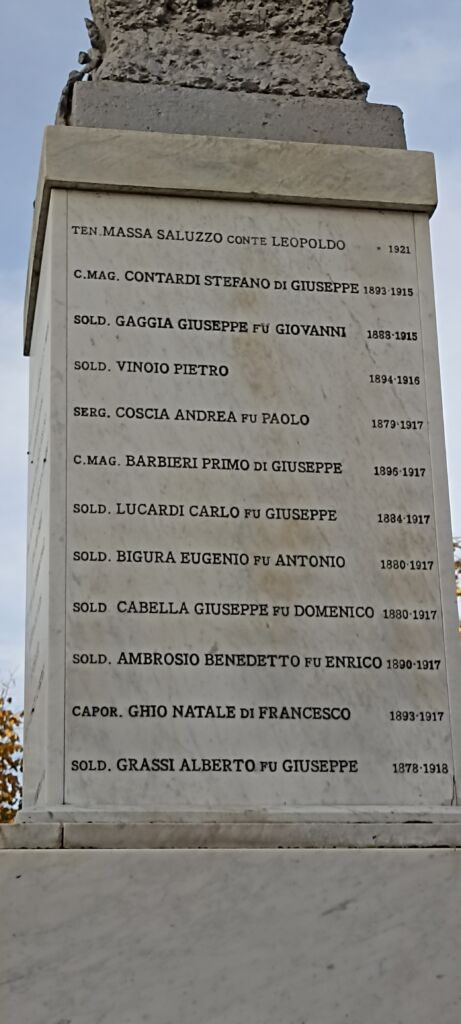 TEN. MASSA SALUZZO CONTE LEOPOLDO - 1921
C.MAG. CONTARDI STEFANO DI GIUSEPPE 1893-1915
SOLD. GAGGIA GIUSEPPE FU GIOVANNI 1888-1915
SOLD. VINOIO PIETRO 1894-1916
SERG. COSCIA ANDREA FU PAOLO 1879-1917
C.MAG. BARBIERI PRIMO DI GIUSEPPE 1896-1917
SOLD. LUCARDI CARLO FU GIUSEPPE 1884-1917
SOLD. BIGURA EUGENIO FU ANTONIO 1880-1917
SOLD CABELLA GIUSEPPE FU DOMENICO 1880-1917
SOLD. AMBROSIO BENEDETTO FU ENRICO 1890-1917
CAPOR. GHIO NATALE DI FRANCESCO 1893-1917
SOLD. GRASSI ALBERTO FU GIUSEPPE 1878-1918